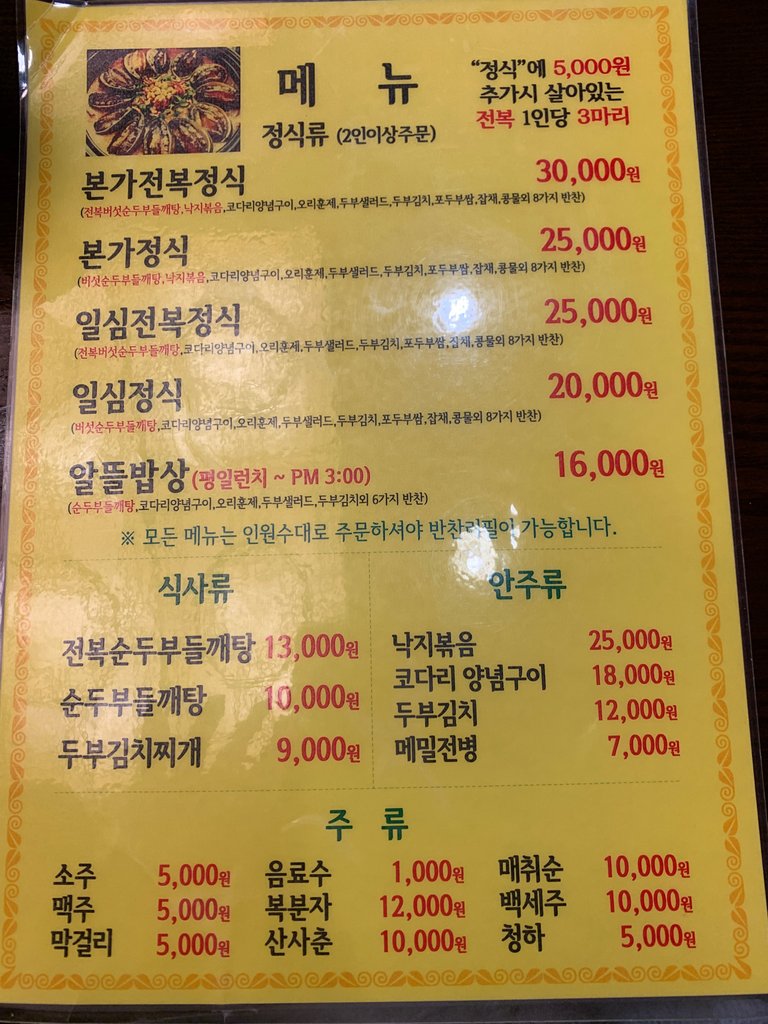 메 뉴
"정식"에 5,000원
추가시 살아있는
전복 1인당 3마리
정식류 (2인이상주문)
본가전복정식 30,000원
(전복버섯순두부들깨탕,낙지볶음,코다리양념구이,오리훈제,두부샐러드,두부김치,포두부쌈,잡채,콩물외 8가지 반찬)
본가정식 25,000원
(버섯순두부들깨탕,낙지볶음,코다리양념구이,오리훈제,두부샐러드,두부김치,포두부쌈,잡채,콩물외 8가지 반찬)
일심전복정식 25,000원
(전복버섯순두부들깨탕,코다리양념구이,오리훈제,두부샐러드,두부김치,포두부쌈,잡채,콩물외 8가지 반찬)
일심정식 20,000원
(버섯순두부들깨탕,코다리양념구이,오리훈제,두부샐러드,두부김치,포두부쌈,잡채,콩물외 8가지 반찬)
알뜰밥상(평일런치 ~ PM 3:00) 16,000원
(순두부들깨탕,코다리양념구이,오리훈제,두부샐러드,두부김치외 6가지 반찬)
※ 모든 메뉴는 인원수대로 주문하셔야 반찬리필이 가능합니다.
식사류
전복순두부들깨탕 13,000원
순두부들깨탕 10,000원
두부김치찌개 9,000원
안주류
낙지볶음 25,000원
코다리 양념구이 18,000원
두부김치 12,000원
메밀전병 7,000원
주 류
소주 5,000원 음료수 1,000원 매취순 10,000원
맥주 5,000원 복분자 12,000원 백세주 10,000원
막걸리 5,000원 산사춘 10,000원 청하 5,000원